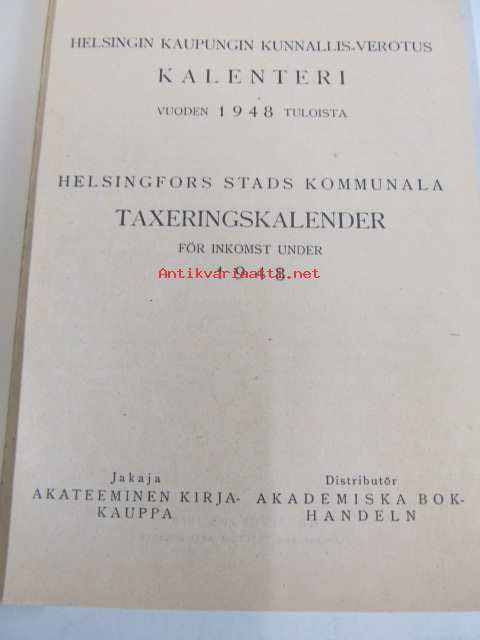 HELSINGIN KAUPUNGIN KUNNALLIS-VEROTUS
KALENTERI
VUODEN 1948 TULOISTA
HELSINGFORS STADS KOMMUNALA
TAXERINGSKALENDER
FÖR INKOMST UNDER
1948
Antikvariaatti.net
Jakaja
AKATEEMINEN KIRJA-
KAUPPA
Distributör
AKADEMISKA BOK-
HANDELN